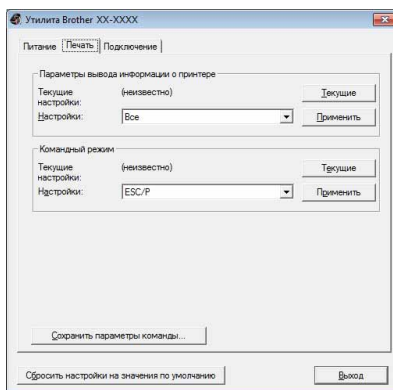 Утилита Brother XX-XXXX
Питание Печать Подключение
Параметры вывода информации о принтере
Текущие настройки: (неизвестно) Текущие
Настройки: Все Применить
Командный режим
Текущие настройки: (неизвестно) Текущие
Настройки: ESC/P Применить
Сохранить параметры команды...
Сбросить настройки на значения по умолчанию Выход